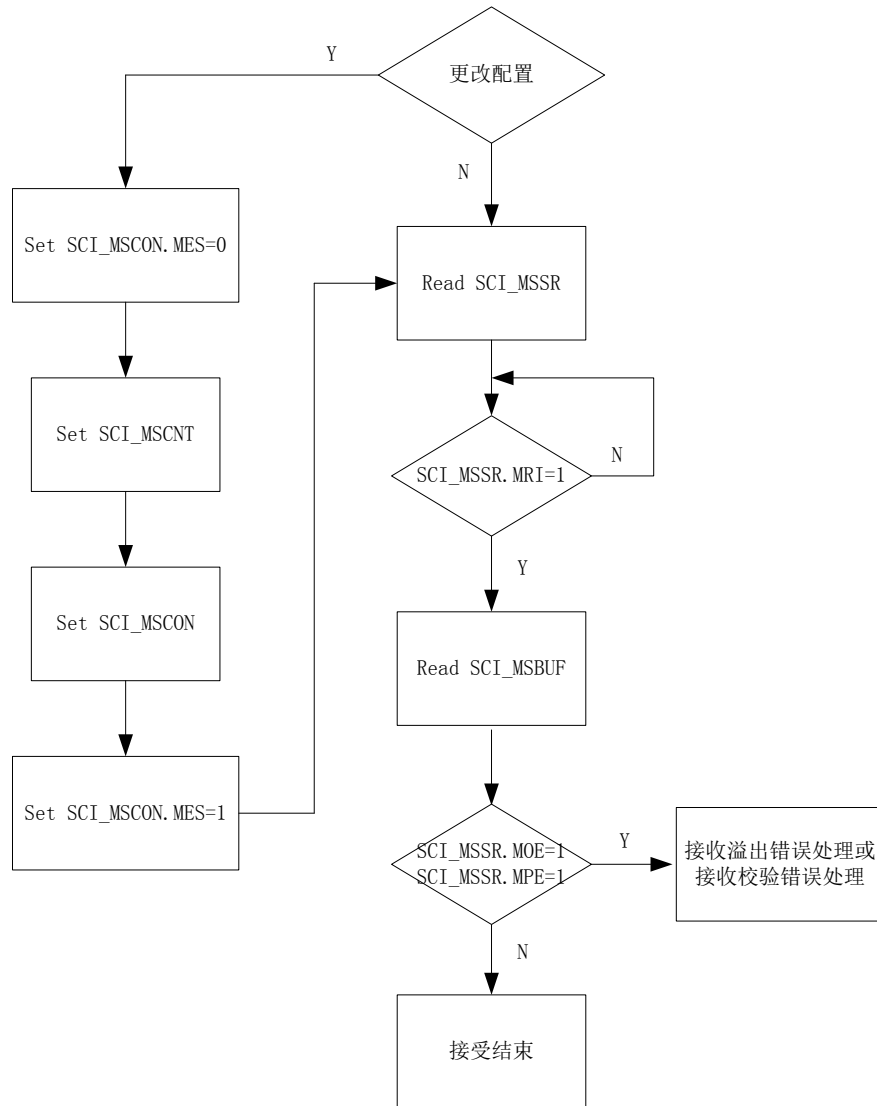 更改配置
Y
N
Set SCI_MSCON.MES=0
Read SCI_MSSR
Set SCI_MSCNT
SCI_MSSR.MRI=1
N
Y
Set SCI_MSCON
Read SCI_MSBUF
Set SCI_MSCON.MES=1
SCI_MSSR.MOE=1
SCI_MSSR.MPE=1
Y
接收溢出错误处理或
接收校验错误处理
N
接受结束